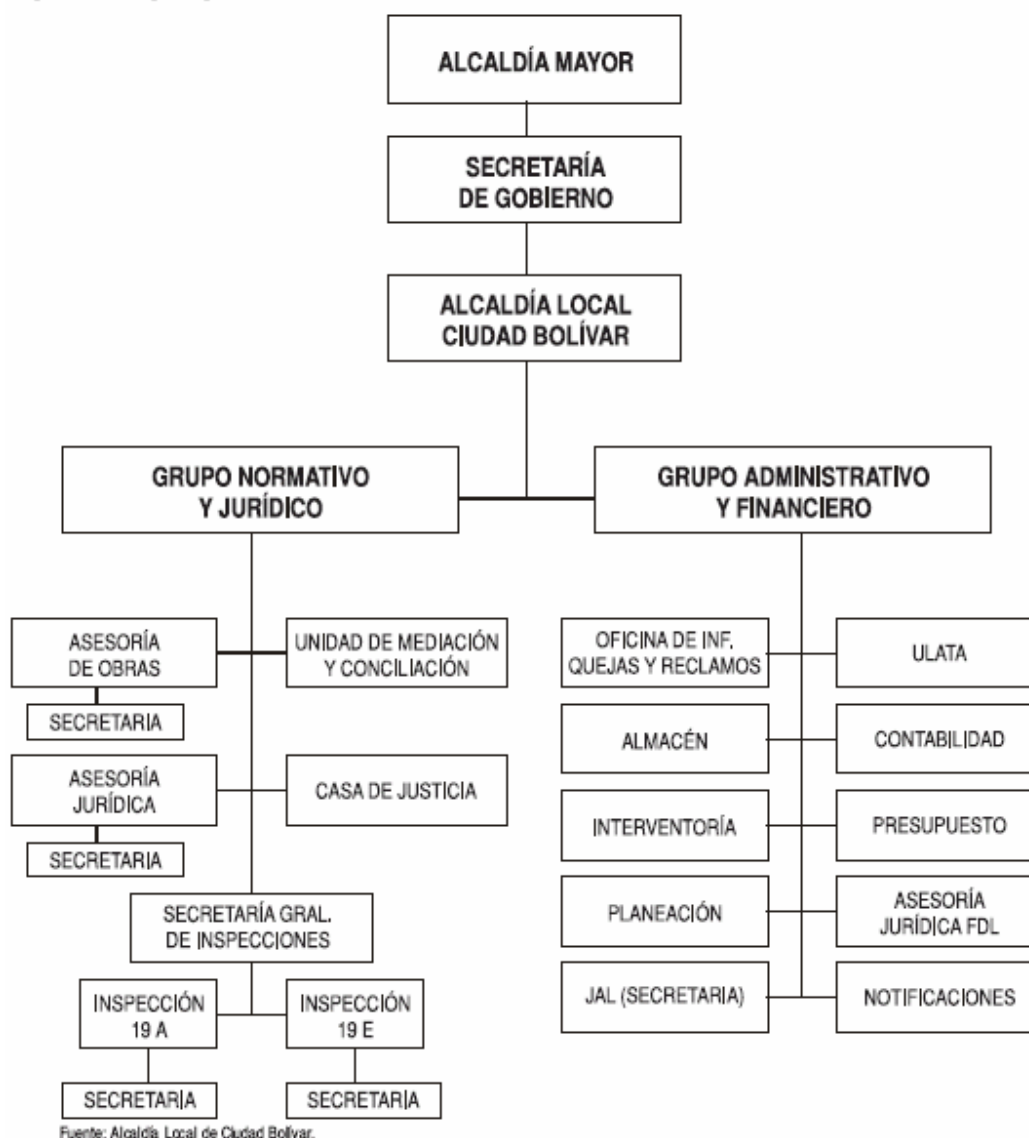 ALCALDÍA MAYOR
SECRETARÍA
DE GOBIERNO
ALCALDÍA LOCAL
CIUDAD BOLÍVAR
GRUPO NORMATIVO
Y JURÍDICO
GRUPO ADMINISTRATIVO
Y FINANCIERO
ASESORÍA
DE OBRAS
SECRETARIA
UNIDAD DE MEDIACIÓN
Y CONCILIACIÓN
ASESORÍA
JURÍDICA
SECRETARIA
CASA DE JUSTICIA
SECRETARÍA GRAL.
DE INSPECCIONES
INSPECCIÓN
19 A
SECRETARIA
INSPECCIÓN
19 E
SECRETARIA
OFICINA DE INF.
QUEJAS Y RECLAMOS
ULATA
ALMACÉN
CONTABILIDAD
INTERVENTORÍA
PRESUPUESTO
PLANEACIÓN
ASESORÍA
JURÍDICA FDL
JAL (SECRETARIA)
NOTIFICACIONES
Fuente: Alcaldía Local de Ciudad Bolívar.